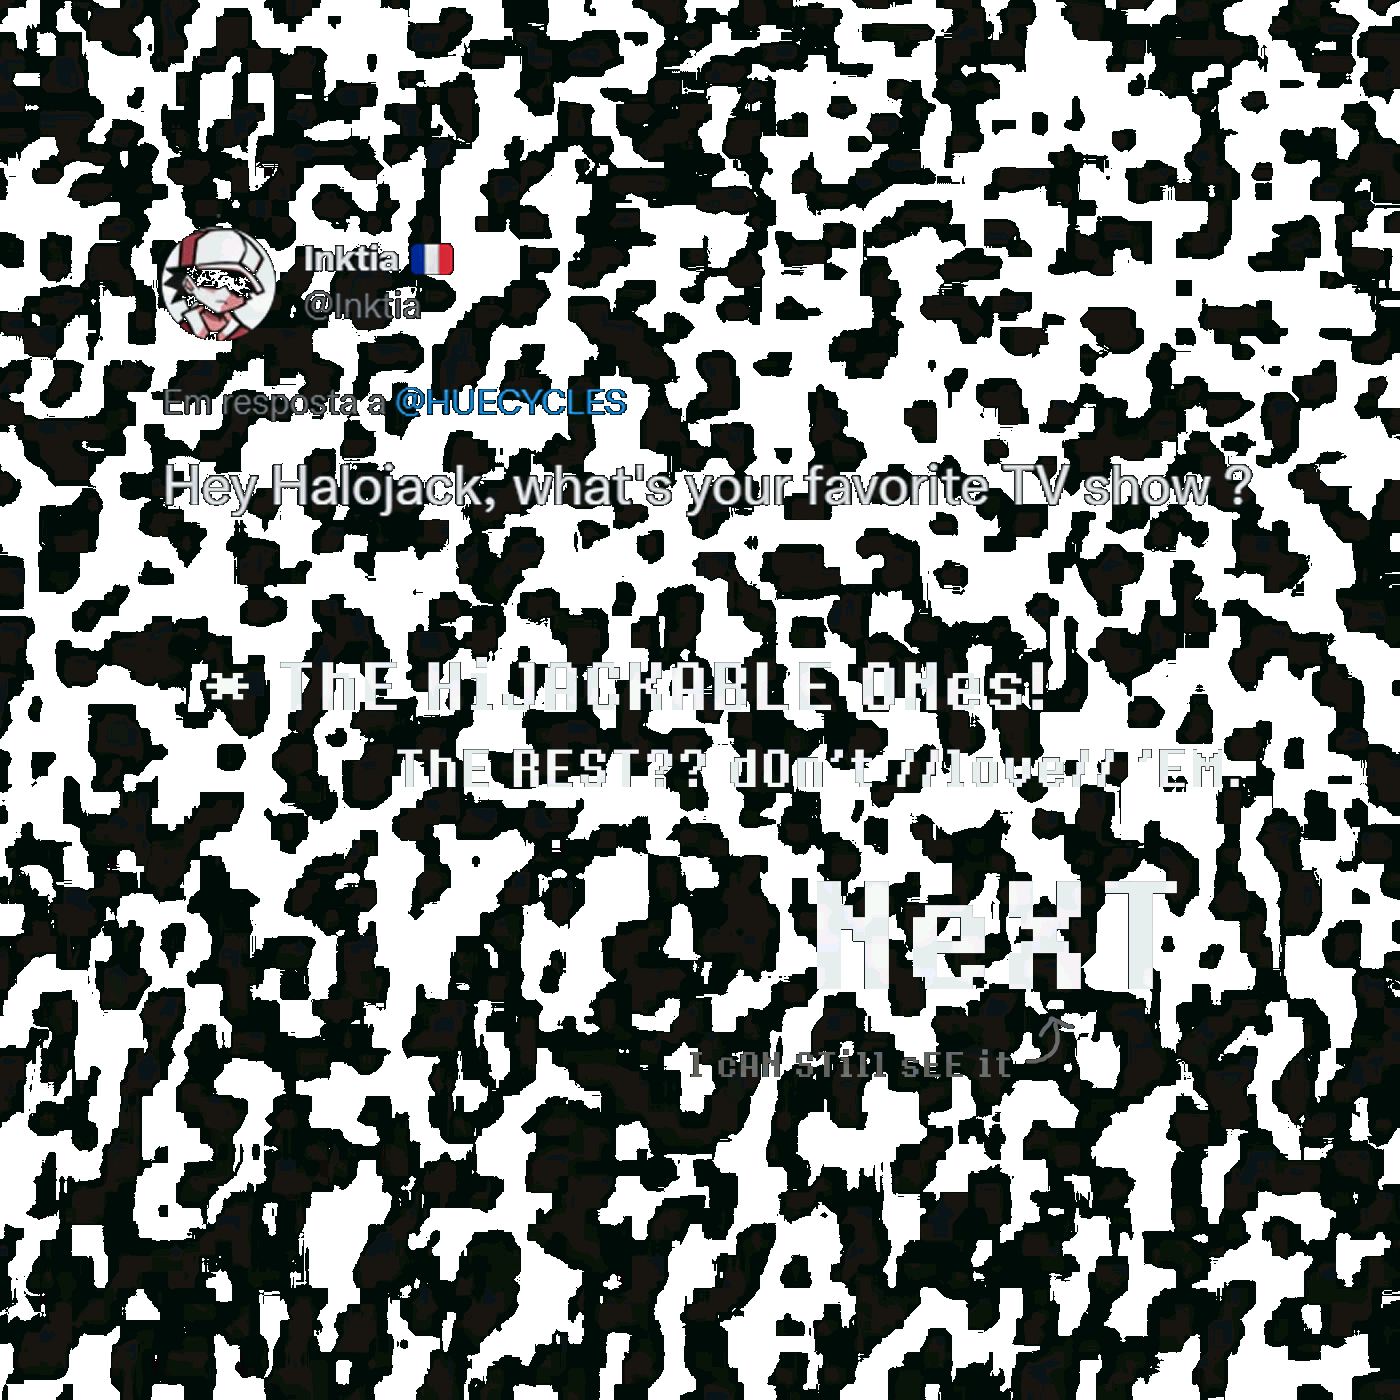 Inktia 🇫🇷
@Inktia
Em resposta a @HUECYCLES
Hey Halojack, what's your favorite TV show ?
* ThE HiJACKABLE ONes!
ThE REST?? dOn't //love// 'EM.
NeXT
I cAN STill sEE it